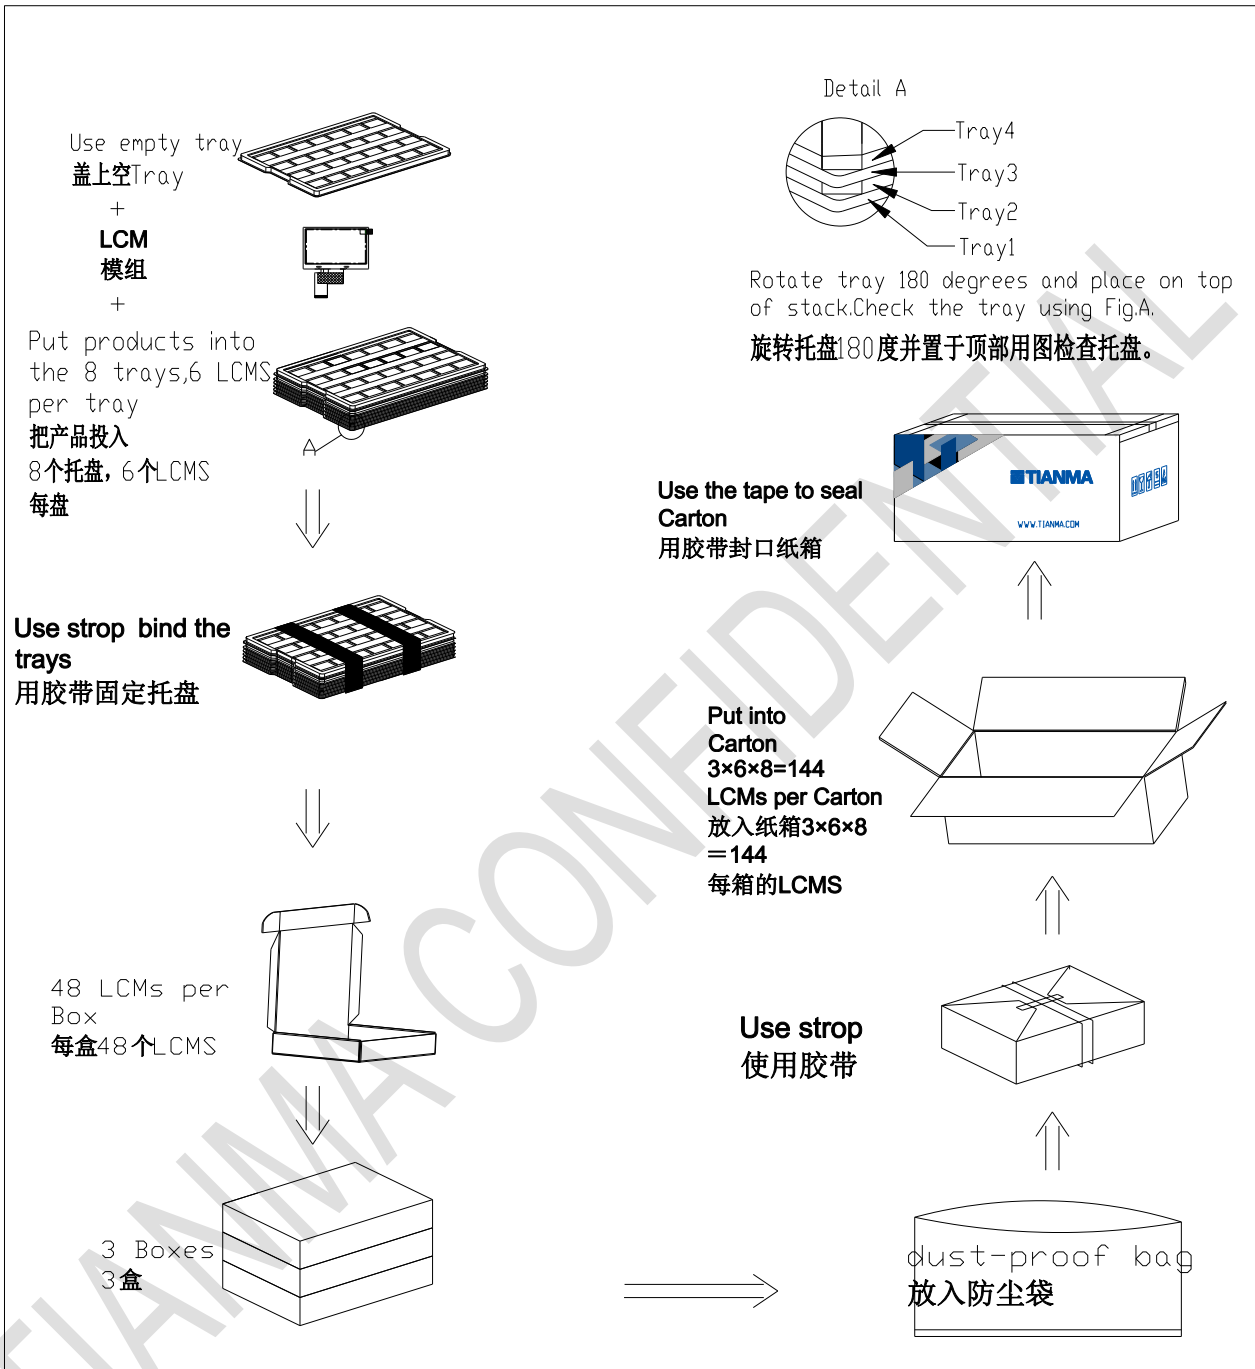 Use empty tray
盖上空Tray
+
LCM
模组
+
Put products into
the 8 trays,6 LCMS
per tray
把产品投入
8个托盘，6个LCMS
每盘
A
Use strop bind the
trays
用胶带固定托盘
48 LCMs per
Box
每盒48个LCMS
3 Boxes
3盒
dust-proof bag
放入防尘袋
Use strop
使用胶带
Put into
Carton
3×6×8=144
LCMs per Carton
放入纸箱3×6×8
＝144
每箱的LCMS
Use the tape to seal
Carton
用胶带封口纸箱
TIANMA
WWW.TIANMA.COM
Detail A
Tray4
Tray3
Tray2
Tray1
Rotate tray 180 degrees and place on top
of stack.Check the tray using Fig.A.
旋转托盘180度并置于顶部用图检查托盘。
TIANMA CONFIDENTIAL